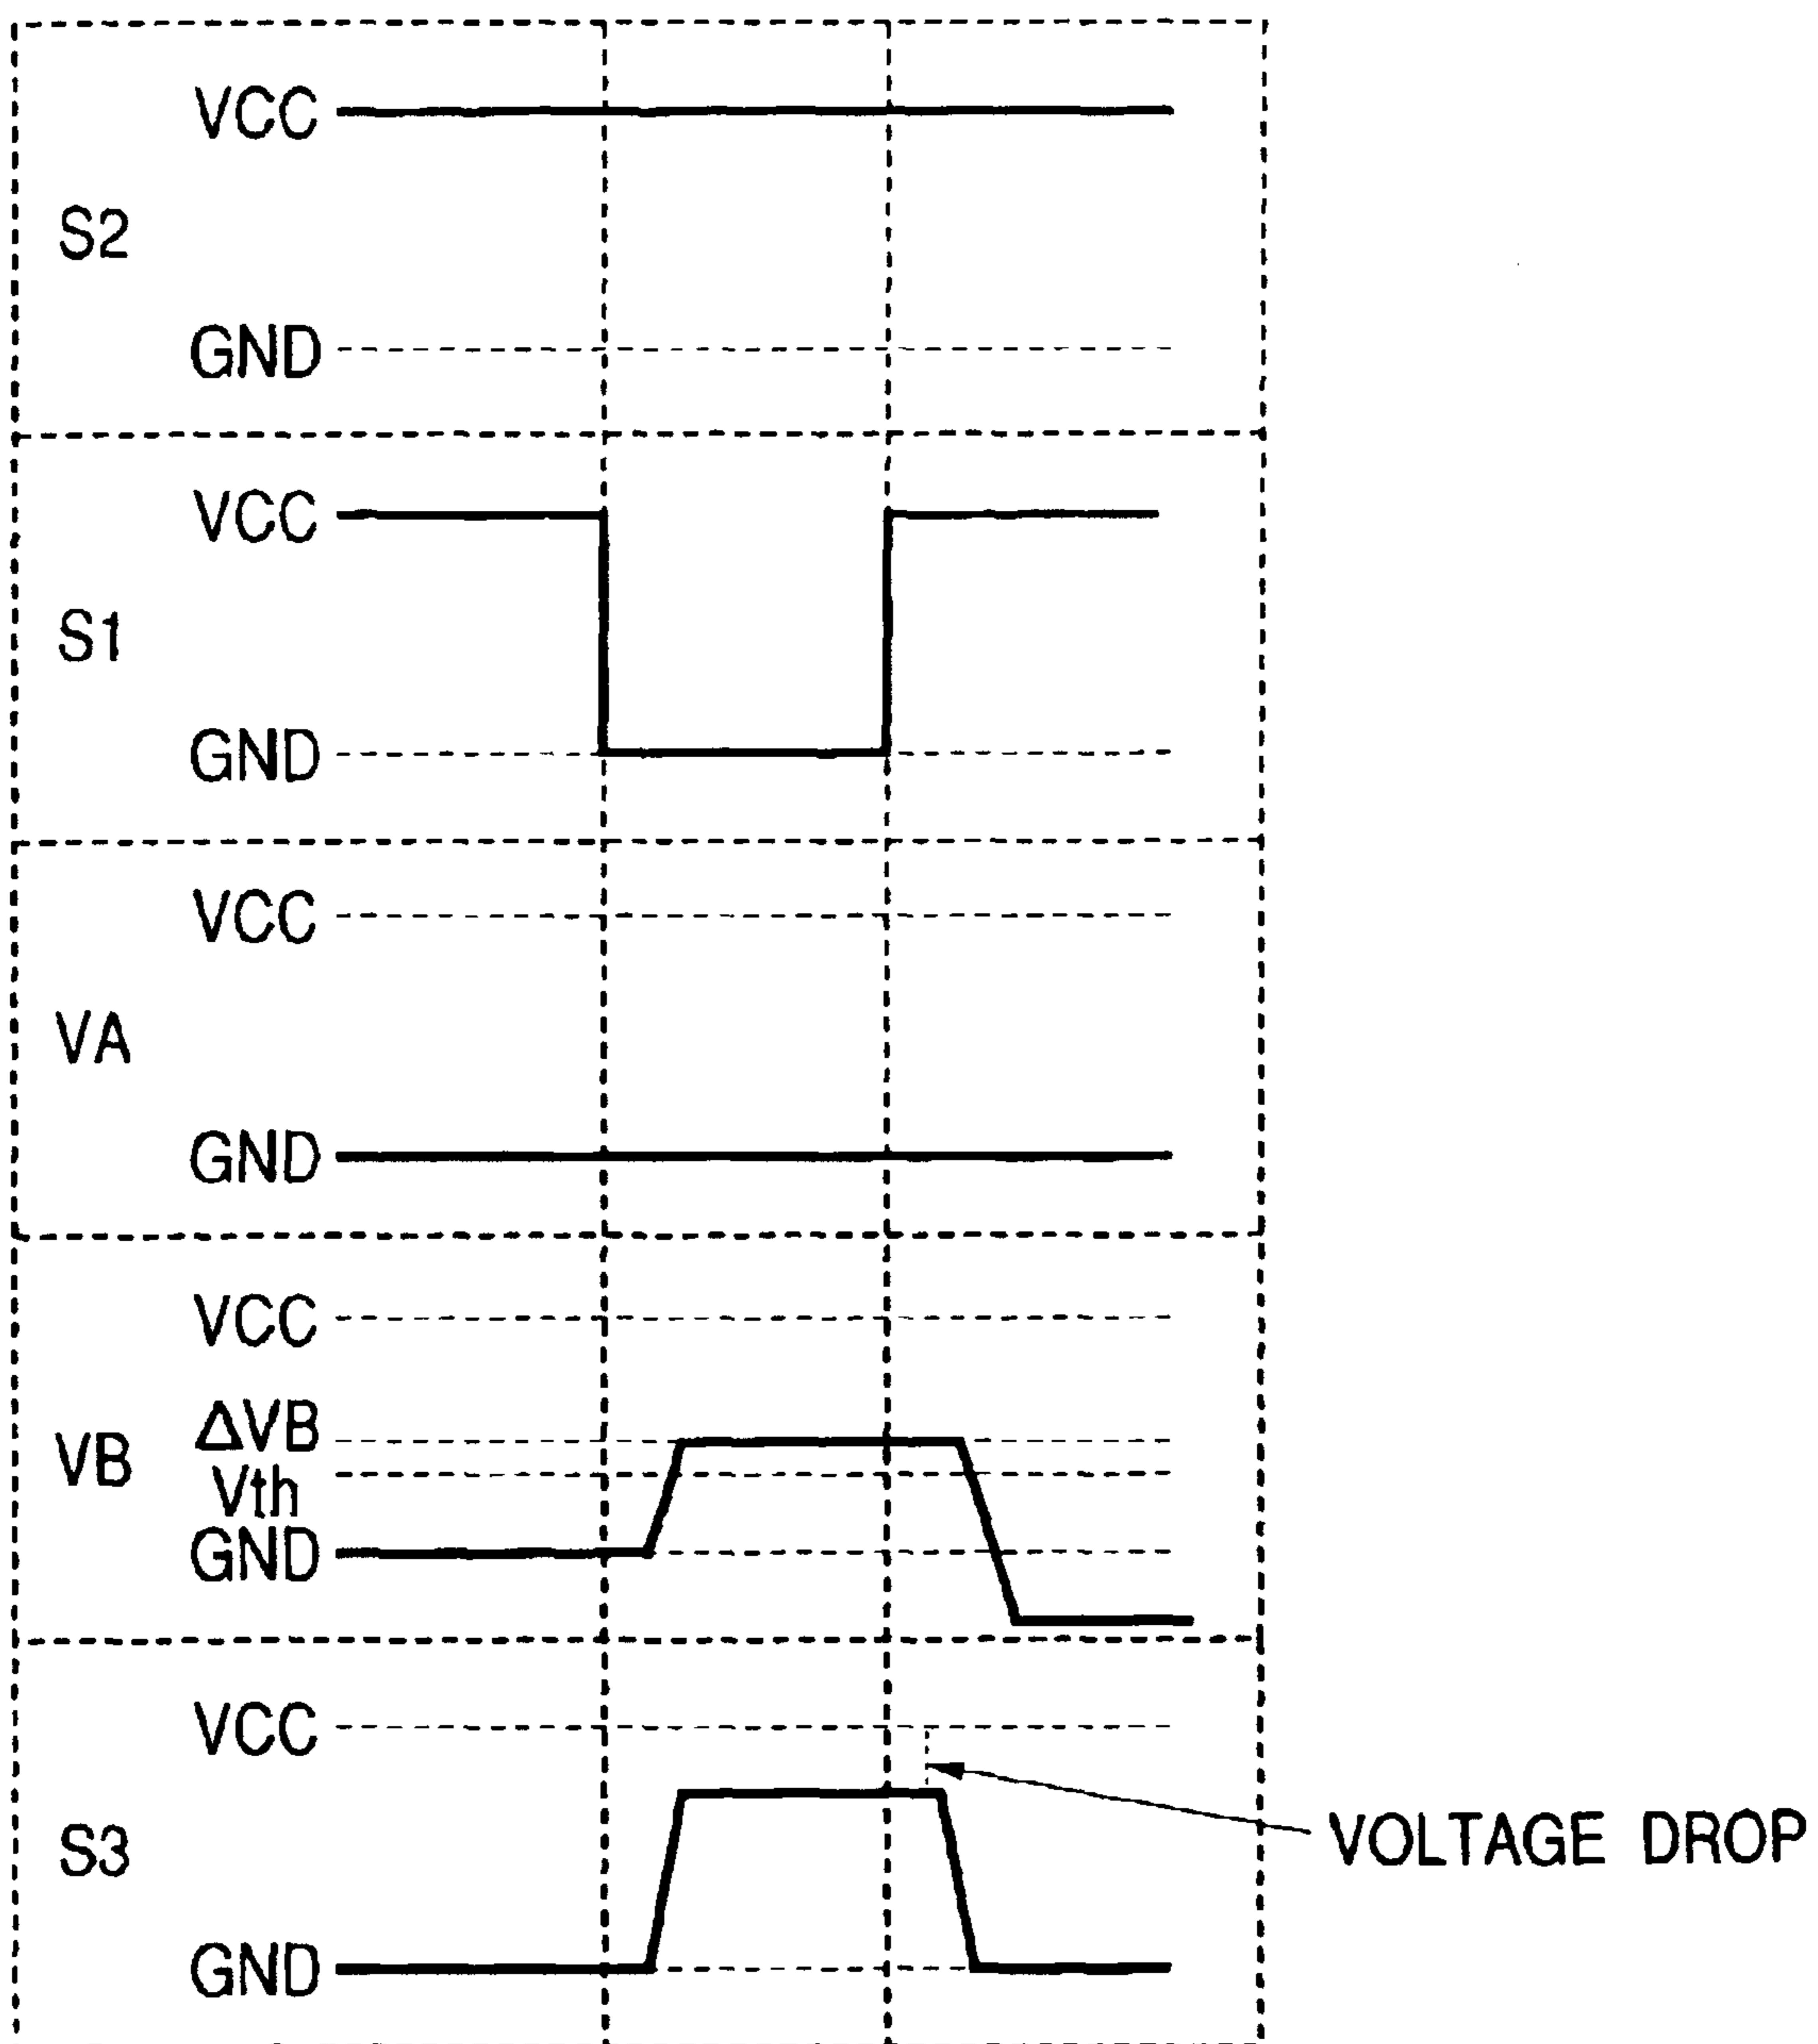 VCC
S2
GND
VCC
S1
GND
VCC
VA
GND
VCC
ΔVB
VB
Vth
GND
VCC
S3
VOLTAGE DROP
GND